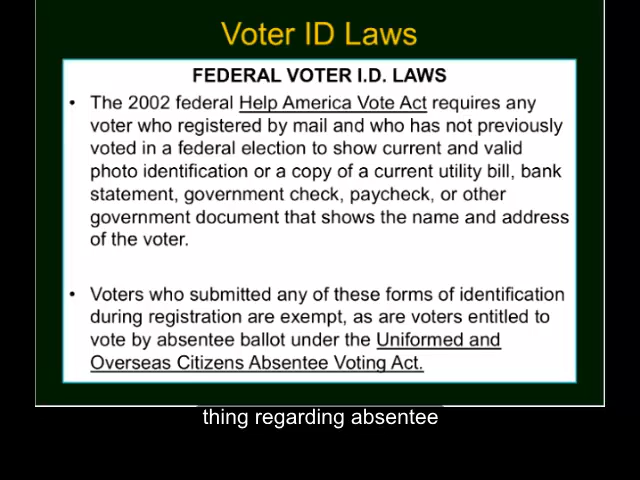 Voter ID Laws
FEDERAL VOTER I.D. LAWS
• The 2002 federal Help America Vote Act requires any
voter who registered by mail and who has not previously
voted in a federal election to show current and valid
photo identification or a copy of a current utility bill, bank
statement, government check, paycheck, or other
government document that shows the name and address
of the voter.
• Voters who submitted any of these forms of identification
during registration are exempt, as are voters entitled to
vote by absentee ballot under the Uniformed and
Overseas Citizens Absentee Voting Act.
thing regarding absentee